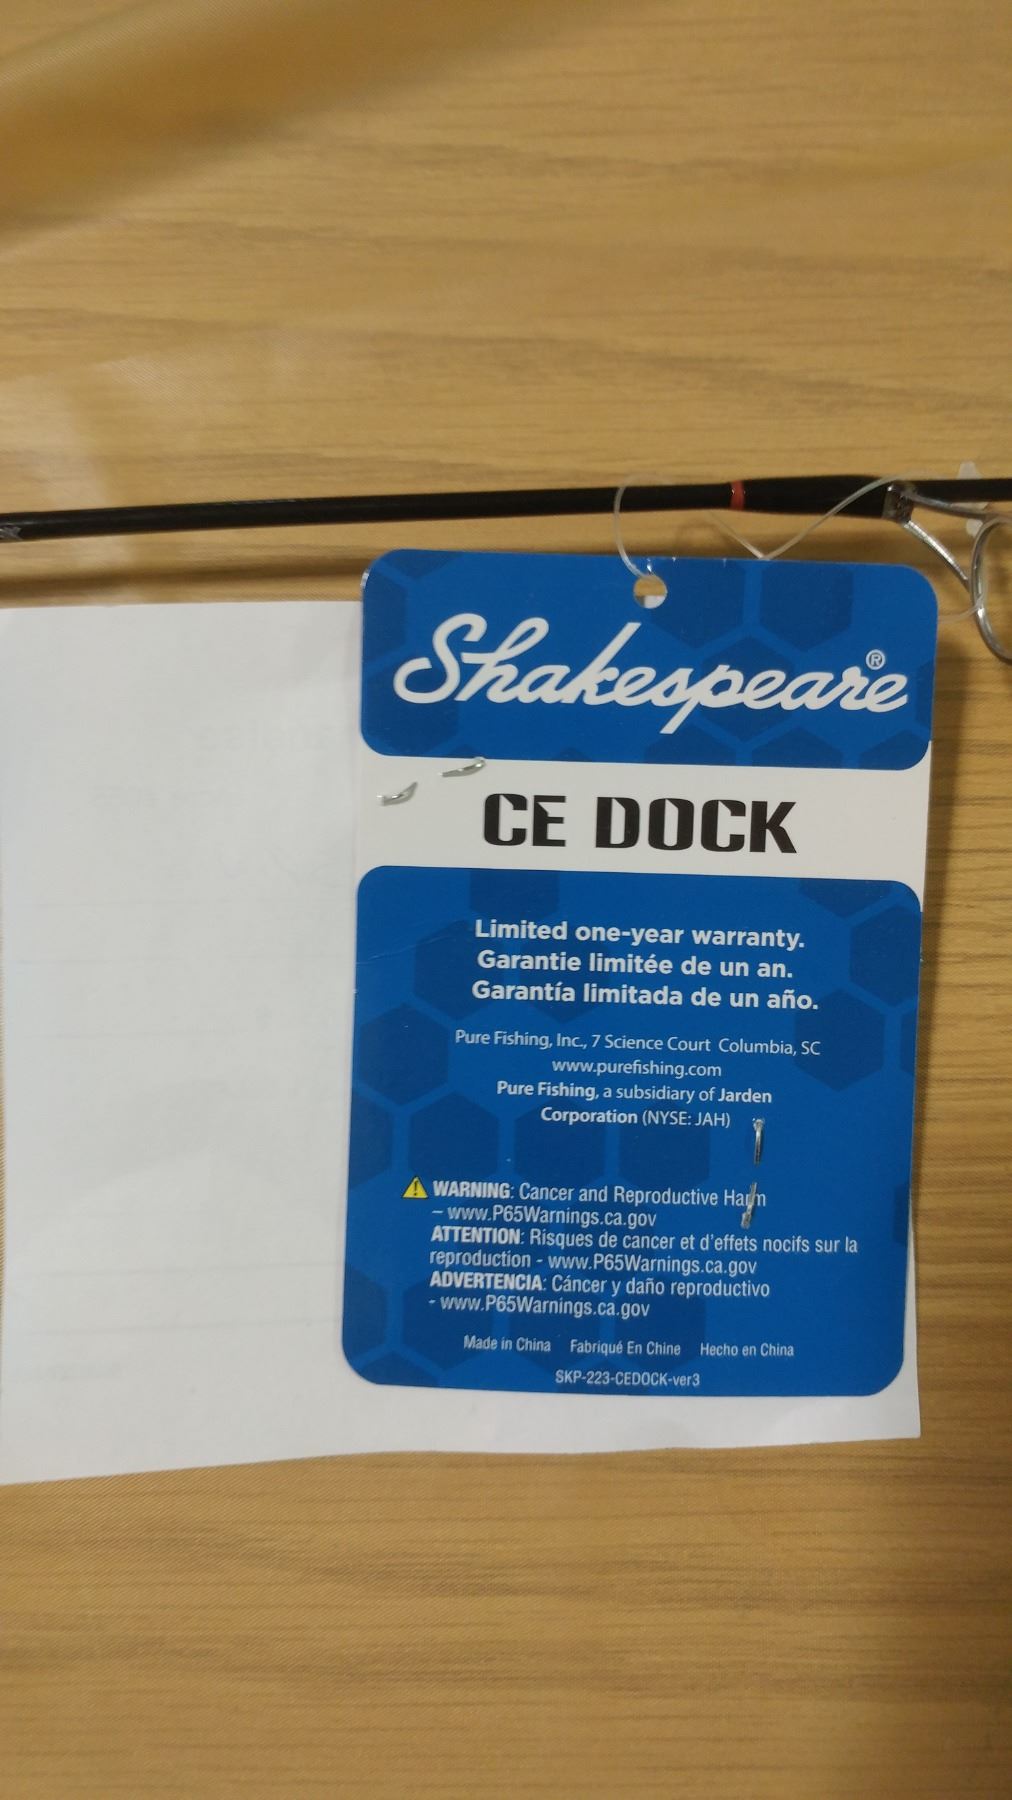 Shakespeare®
CE DOCK
Limited one-year warranty.
Garantie limitée de un an.
Garantía limitada de un año.
Pure Fishing, Inc., 7 Science Court Columbia, SC
www.purefishing.com
Pure Fishing, a subsidiary of Jarden
Corporation (NYSE: JAH)
WARNING: Cancer and Reproductive Harm
– www.P65Warnings.ca.gov
ATTENTION: Risques de cancer et d'effets nocifs sur la
reproduction - www.P65Warnings.ca.gov
ADVERTENCIA: Cáncer y daño reproductivo
- www.P65Warnings.ca.gov
Made in China Fabriqué En Chine Hecho en China
SKP-223-CEDOCK-ver3